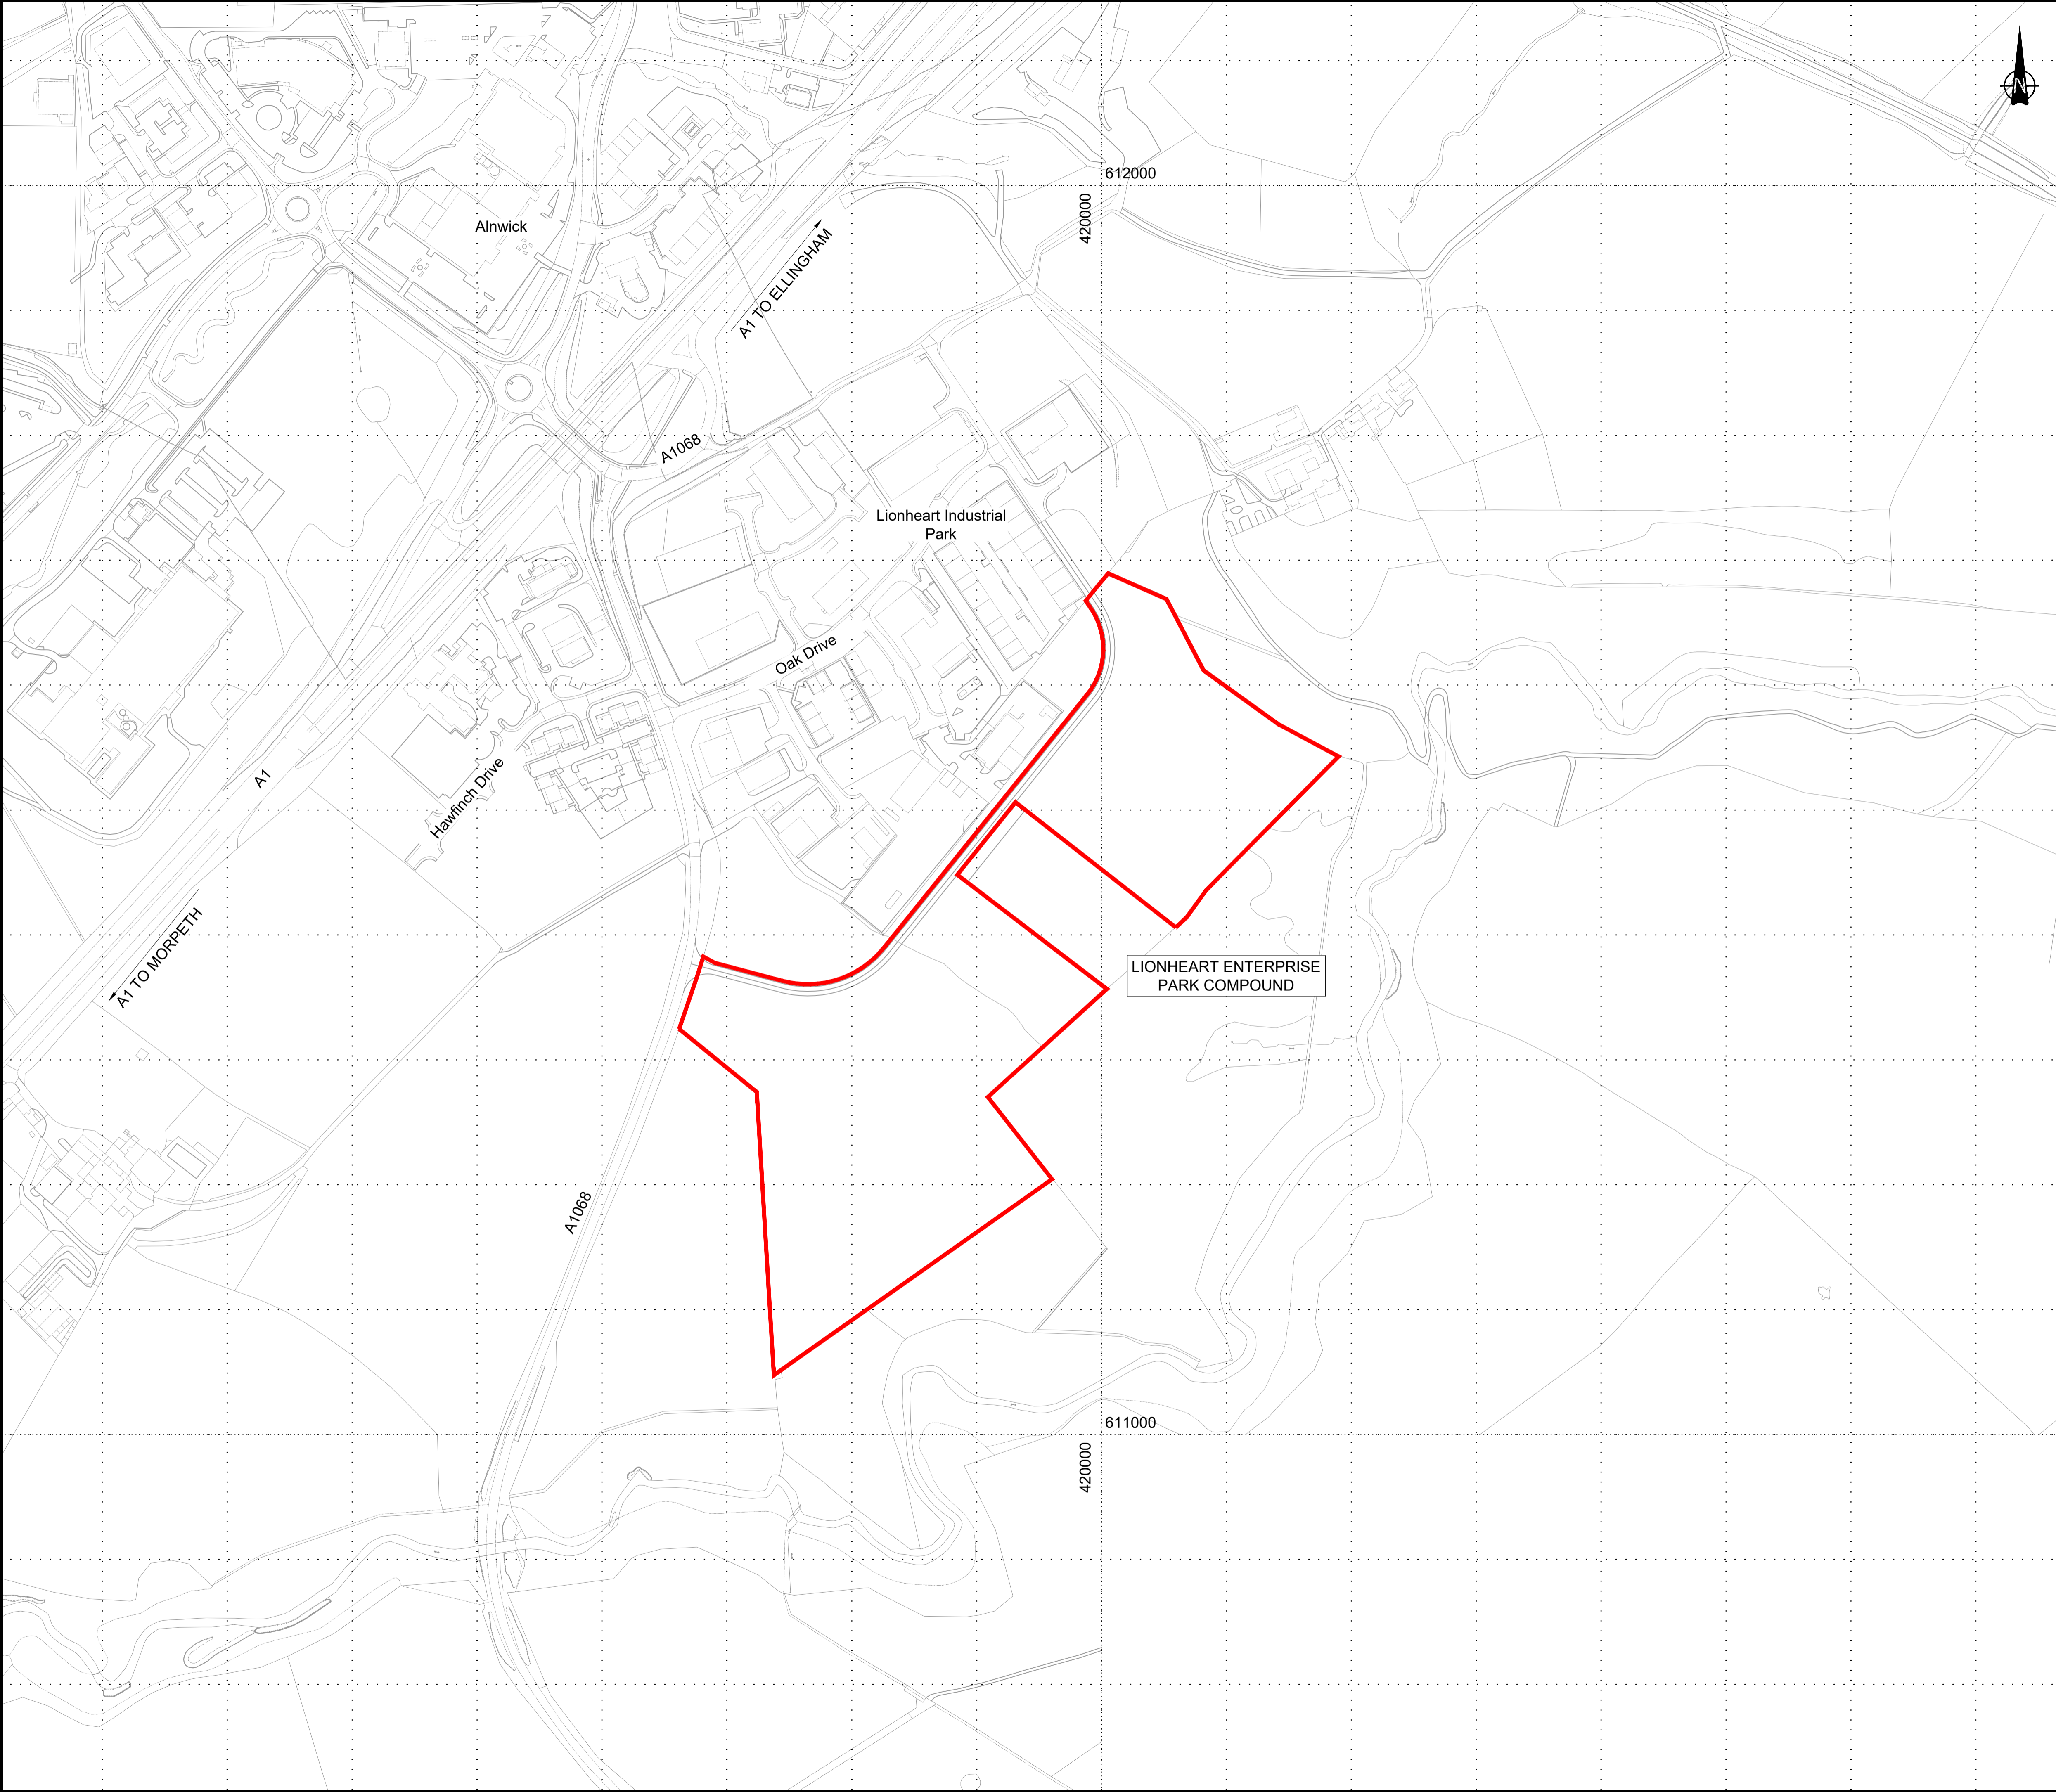 N
612000
420000
Alnwick
A1 TO ELLINGHAM
A1068
Lionheart Industrial
Park
Oak Drive
A1
Hawfinch Drive
A1 TO MORPETH
LIONHEART ENTERPRISE
PARK COMPOUND
A1068
611000
420000